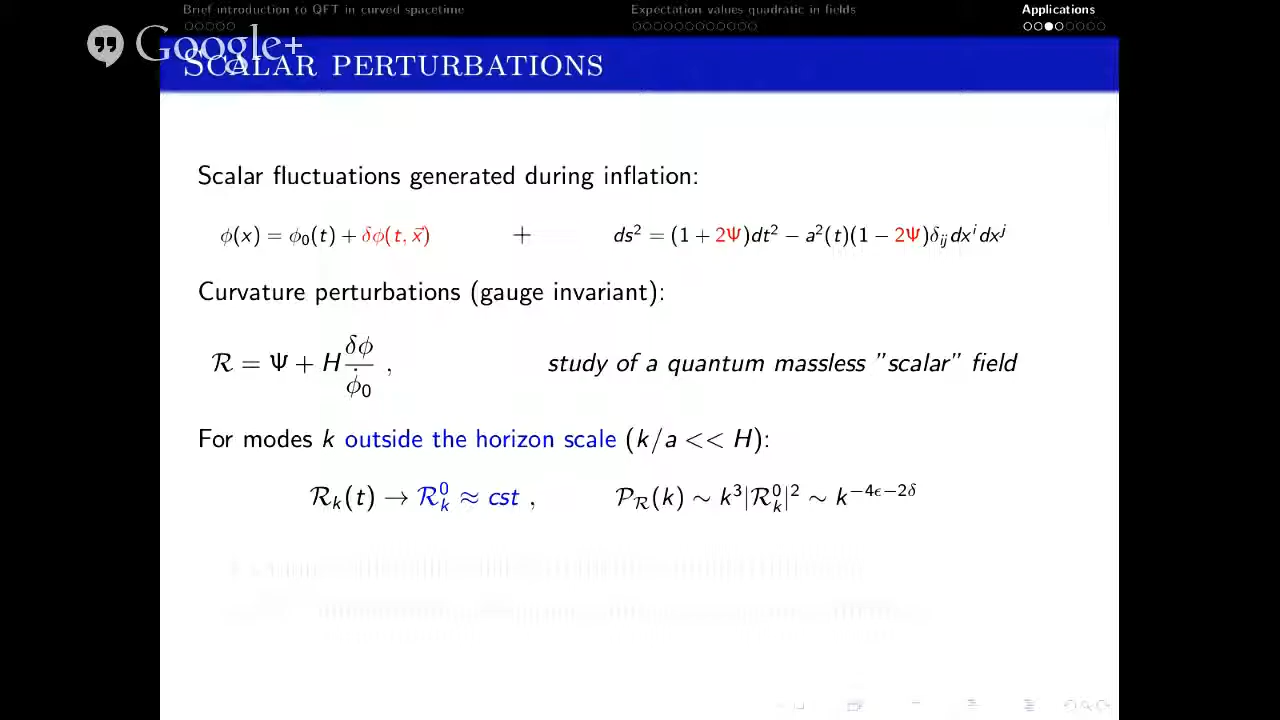 Brief introduction to QFT in curved spacetime Expectation values quadratic in fields Applications
Google+
Scalar perturbations
Scalar fluctuations generated during inflation:
ϕ(x) = ϕ₀(t) + δϕ(t, x⃗) + ds² = (1 + 2Ψ)dt² − a²(t)(1 − 2Ψ)δᵢⱼdxⁱdxʲ
Curvature perturbations (gauge invariant):
ℛ = Ψ + H δϕ/ϕ̇₀ , study of a quantum massless ”scalar” field
For modes k outside the horizon scale (k/a << H):
ℛₖ(t) → ℛₖ⁰ ≈ cst , 𝒫_ℛ(k) ∼ k³|ℛₖ⁰|² ∼ k^{−4ϵ−2δ}